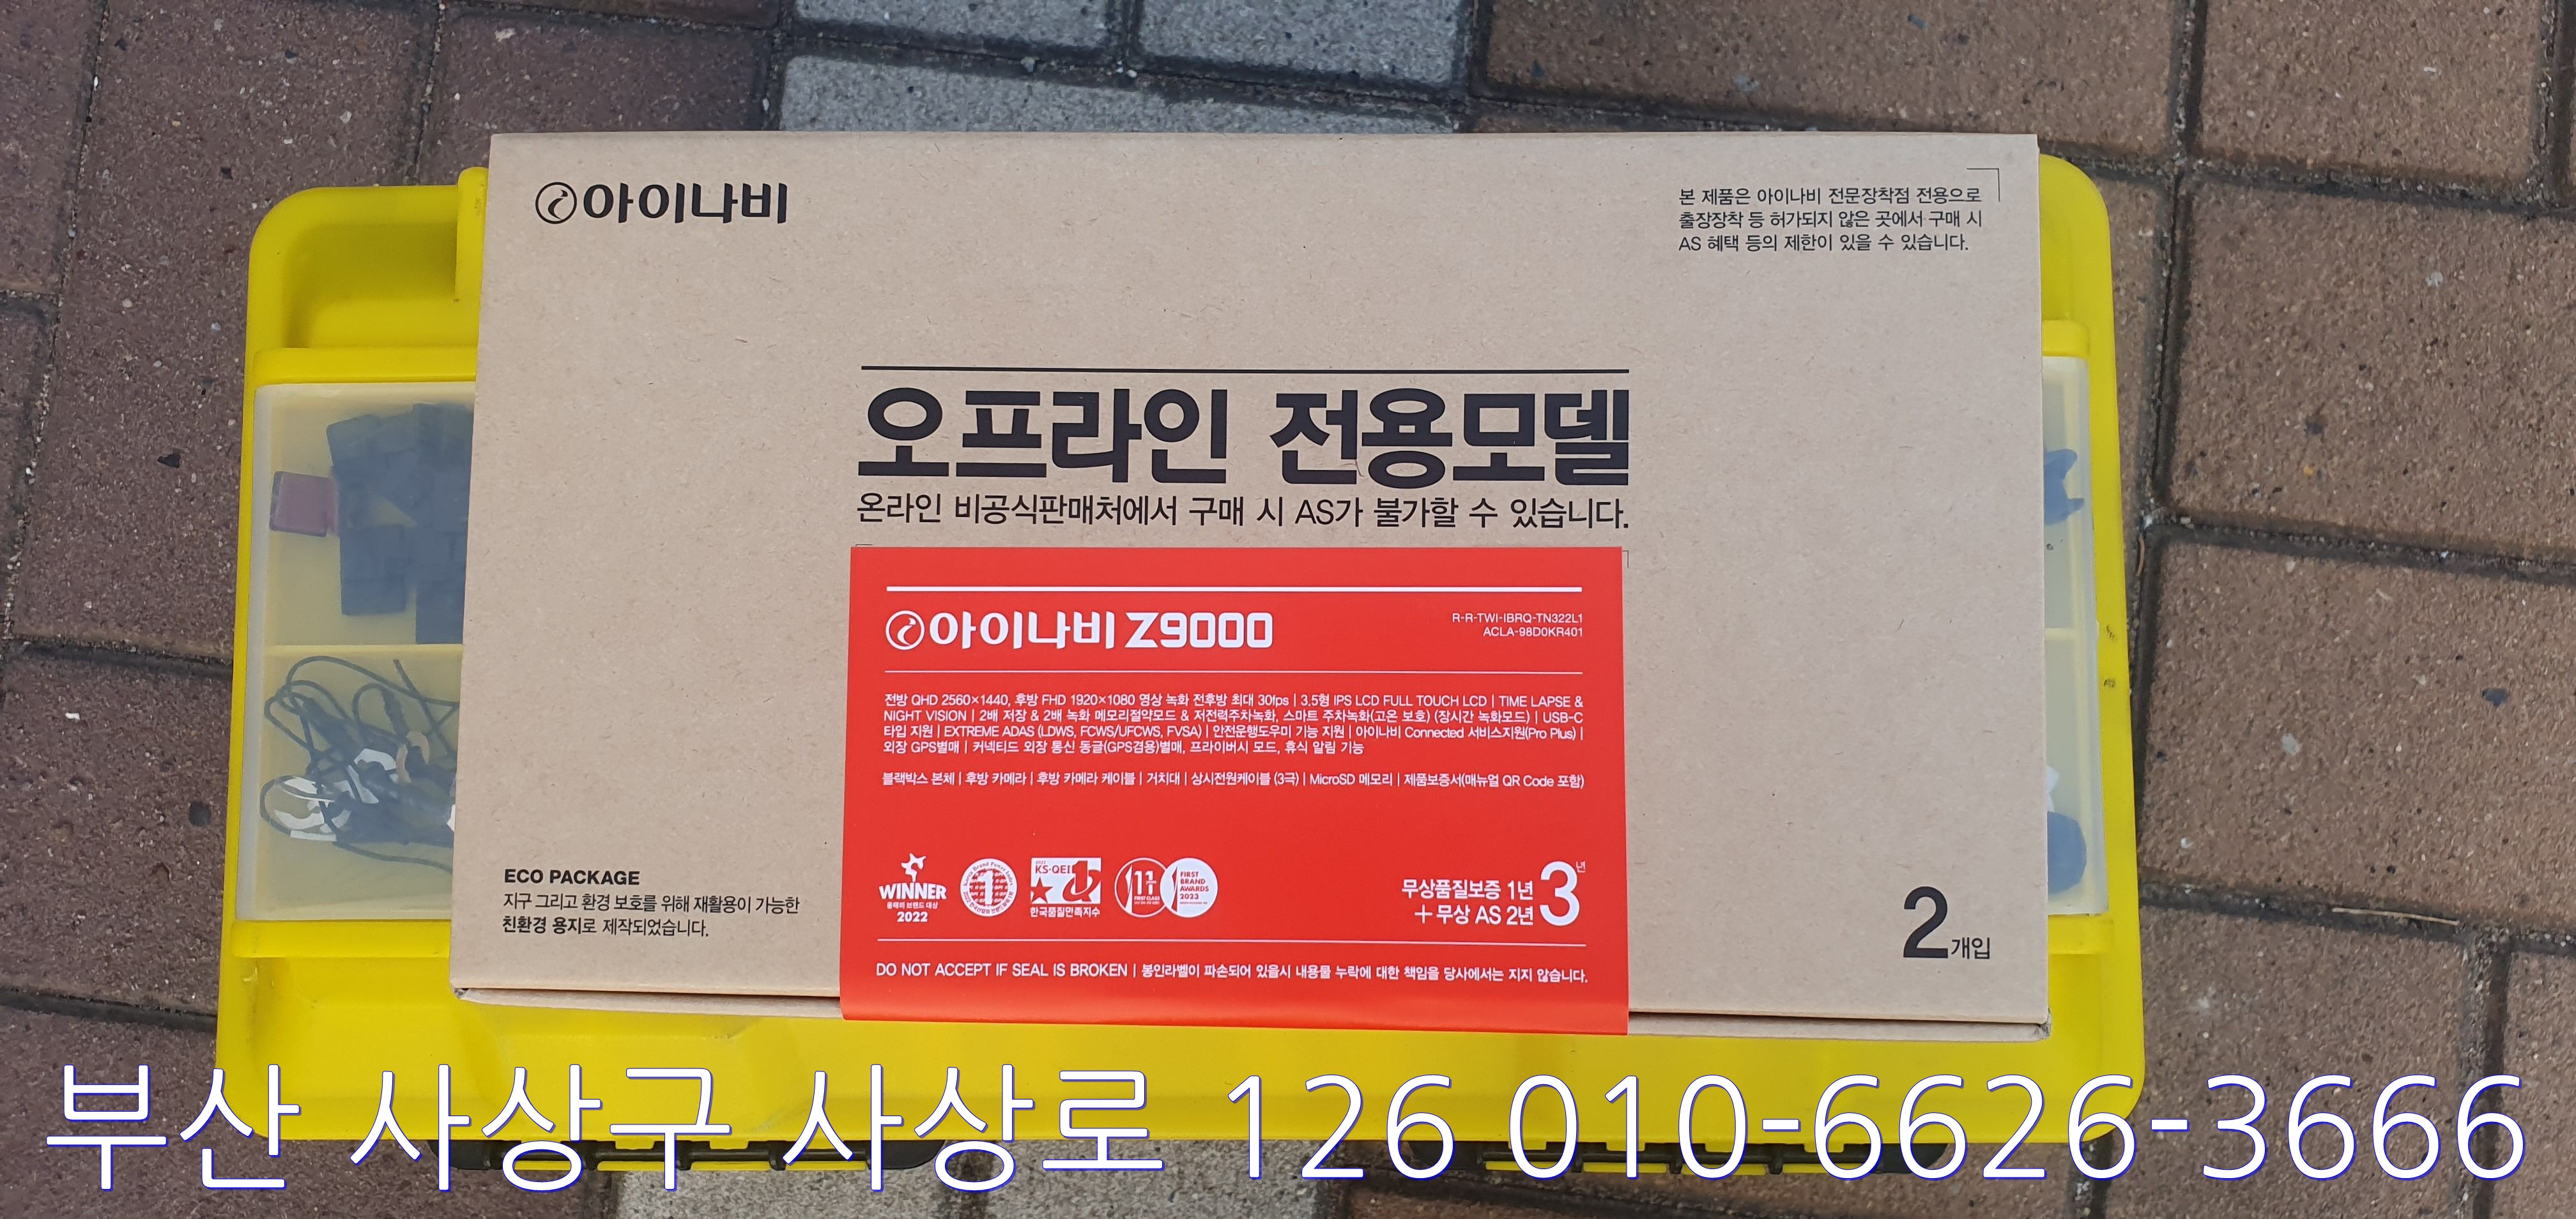 아이나비
본 제품은 아이나비 전문장착점 전용으로
출장장착 등 허가되지 않은 곳에서 구매 시
AS 혜택 등의 제한이 있을 수 있습니다.
오프라인 전용모델
온라인 비공식판매처에서 구매 시 AS가 불가할 수 있습니다.
아이나비 Z9000
R-R-TWI-IBRQ-TN322L1
ACLA-98D0KR401
전방 QHD 2560×1440, 후방 FHD 1920×1080 영상 녹화 전후방 최대 30fps | 3.5형 IPS LCD FULL TOUCH LCD | TIME LAPSE &
NIGHT VISION | 2배 저장 & 2배 녹화 메모리절약모드 & 저전력주차녹화, 스마트 주차녹화(고온 보호) (장시간 녹화모드) | USB-C
타입 지원 | EXTREME ADAS (LDWS, FCWS/UFCWS, FVSA) | 안전운행도우미 기능 지원 | 아이나비 Connected 서비스지원(Pro Plus) |
외장 GPS별매 | 커넥티드 외장 통신 동글(GPS겸용)별매, 프라이버시 모드, 휴식 알림 기능
블랙박스 본체 | 후방 카메라 | 후방 카메라 케이블 | 거치대 | 상시전원케이블 (3극) | MicroSD 메모리 | 제품보증서(매뉴얼 QR Code 포함)
WINNER
올해의 브랜드 대상
2022
1
KS-QEI 1
한국품질만족지수
11
FIRST CLASS
FIRST
BRAND
AWARDS
2023
무상품질보증 1년
+ 무상 AS 2년
3년
DO NOT ACCEPT IF SEAL IS BROKEN | 봉인라벨이 파손되어 있을시 내용물 누락에 대한 책임을 당사에서는 지지 않습니다.
ECO PACKAGE
지구 그리고 환경 보호를 위해 재활용이 가능한
친환경 용지로 제작되었습니다.
2개입
부산 사상구 사상로 126 010-6626-3666